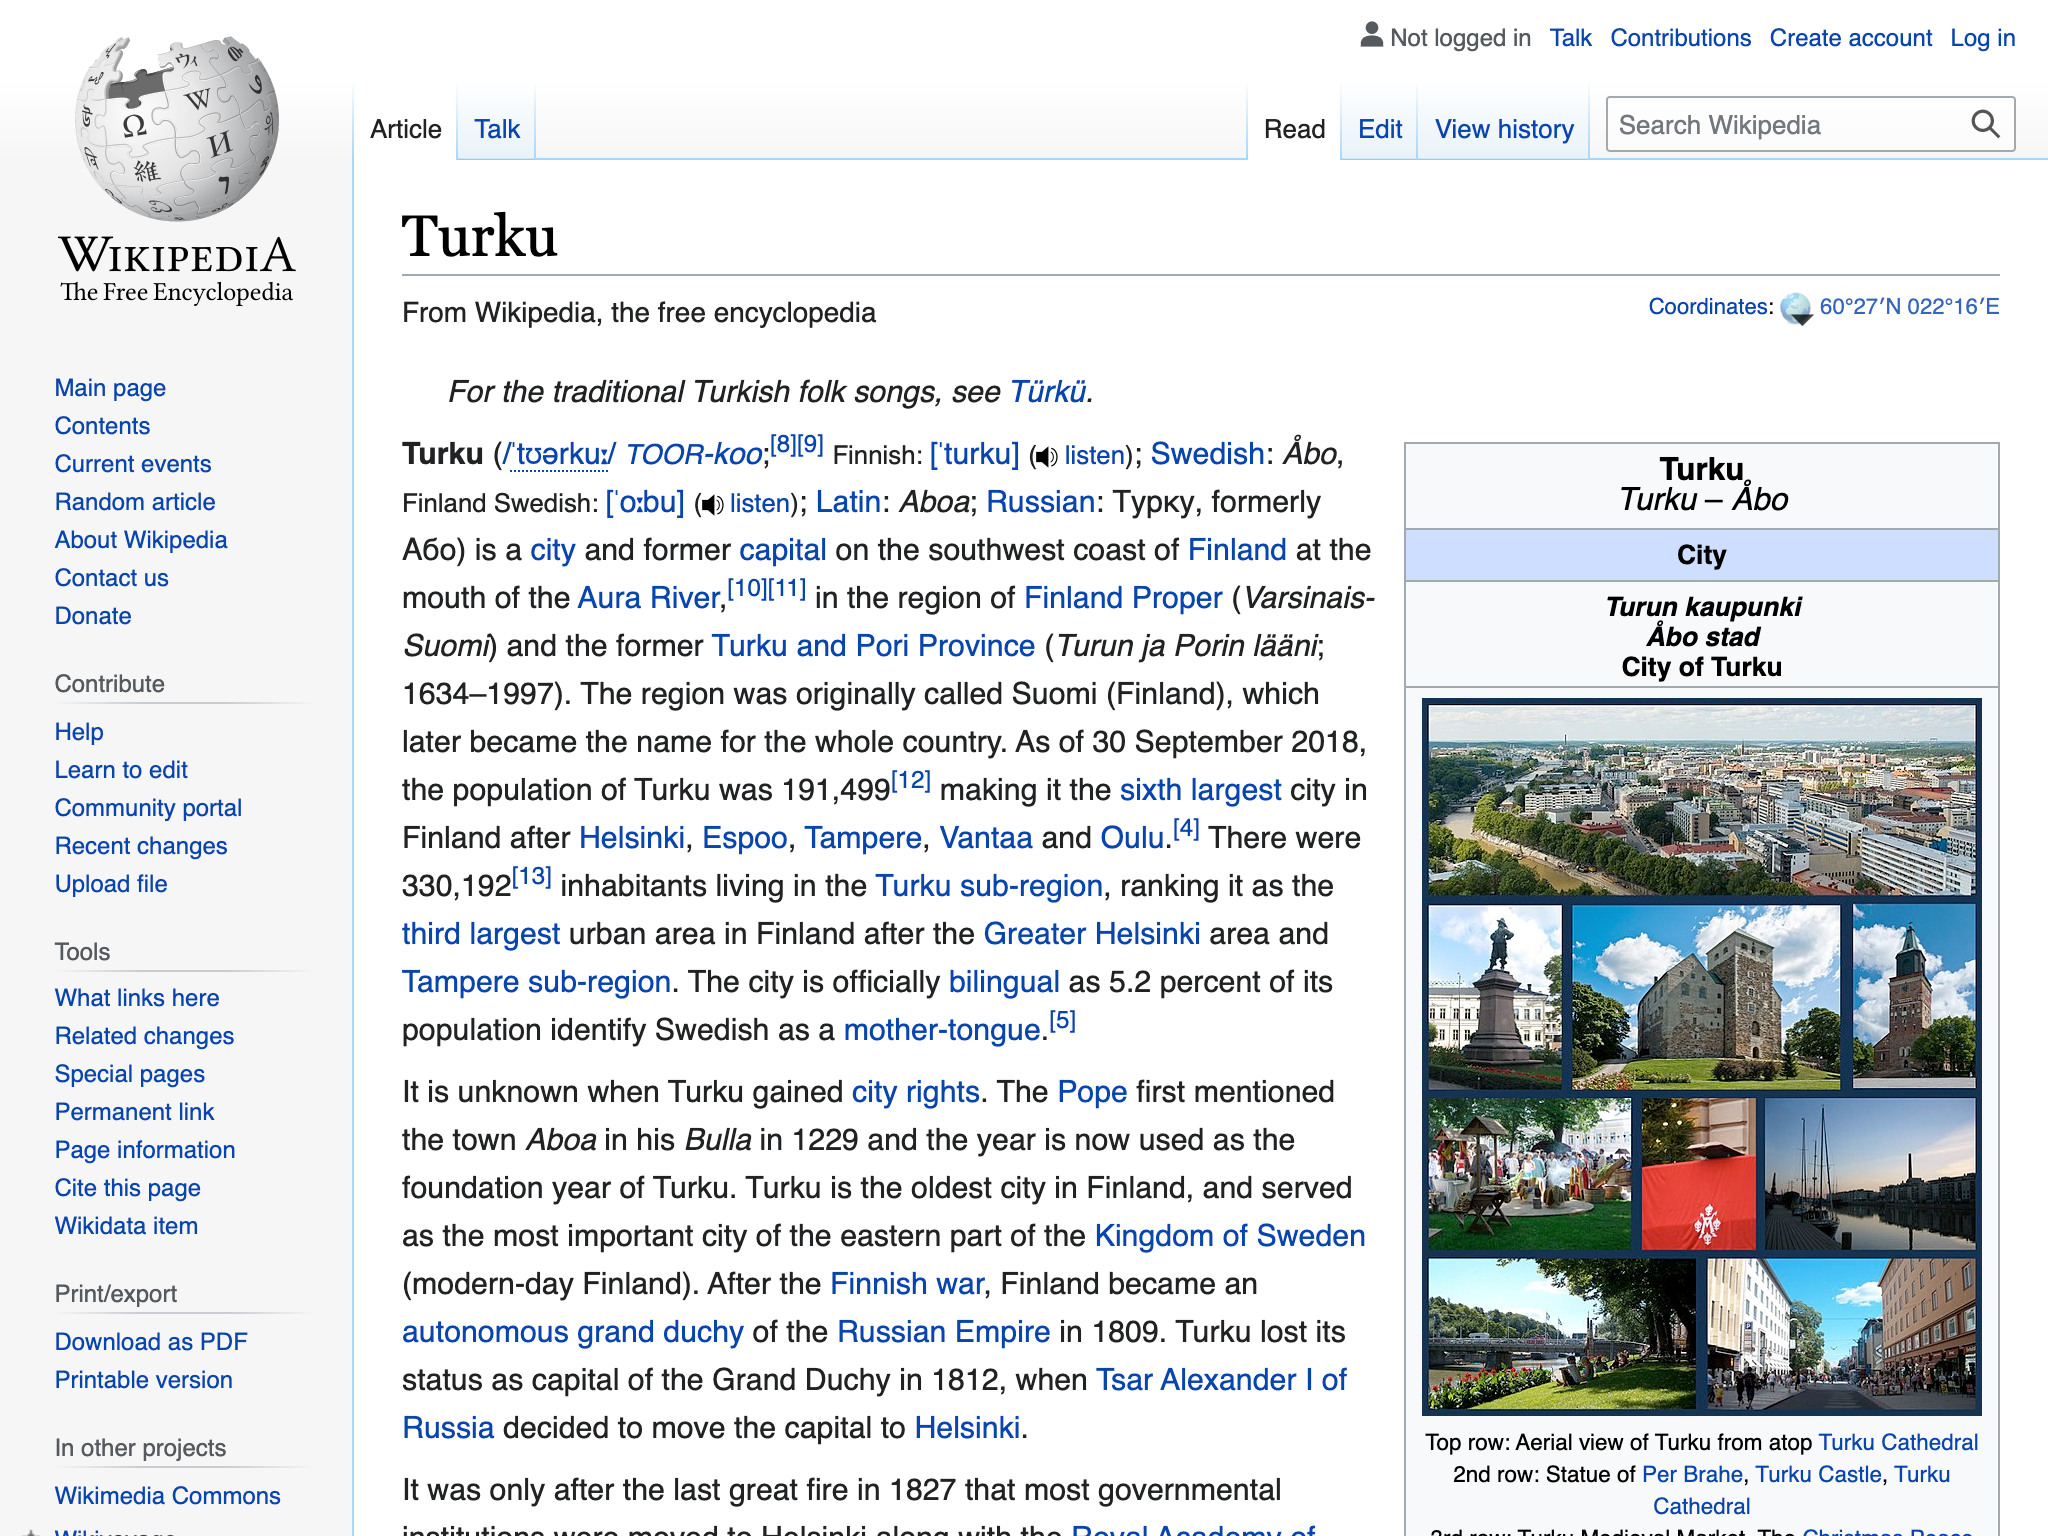 Not logged in Talk Contributions Create account Log in
Article Talk Read Edit View history Search Wikipedia
WIKIPEDIA
The Free Encyclopedia
Main page
Contents
Current events
Random article
About Wikipedia
Contact us
Donate
Contribute
Help
Learn to edit
Community portal
Recent changes
Upload file
Tools
What links here
Related changes
Special pages
Permanent link
Page information
Cite this page
Wikidata item
Print/export
Download as PDF
Printable version
In other projects
Wikimedia Commons
Turku
From Wikipedia, the free encyclopedia
Coordinates: 60°27′N 022°16′E
For the traditional Turkish folk songs, see Türkü.
Turku (/ˈtʊərkuː/ TOOR-koo;[8][9] Finnish: [ˈturku] (listen); Swedish: Åbo,
Finland Swedish: [ˈoːbu] (listen); Latin: Aboa; Russian: Турку, formerly
Або) is a city and former capital on the southwest coast of Finland at the
mouth of the Aura River,[10][11] in the region of Finland Proper (Varsinais-
Suomi) and the former Turku and Pori Province (Turun ja Porin lääni;
1634–1997). The region was originally called Suomi (Finland), which
later became the name for the whole country. As of 30 September 2018,
the population of Turku was 191,499[12] making it the sixth largest city in
Finland after Helsinki, Espoo, Tampere, Vantaa and Oulu.[4] There were
330,192[13] inhabitants living in the Turku sub-region, ranking it as the
third largest urban area in Finland after the Greater Helsinki area and
Tampere sub-region. The city is officially bilingual as 5.2 percent of its
population identify Swedish as a mother-tongue.[5]
It is unknown when Turku gained city rights. The Pope first mentioned
the town Aboa in his Bulla in 1229 and the year is now used as the
foundation year of Turku. Turku is the oldest city in Finland, and served
as the most important city of the eastern part of the Kingdom of Sweden
(modern-day Finland). After the Finnish war, Finland became an
autonomous grand duchy of the Russian Empire in 1809. Turku lost its
status as capital of the Grand Duchy in 1812, when Tsar Alexander I of
Russia decided to move the capital to Helsinki.
It was only after the last great fire in 1827 that most governmental
institutions were moved to Helsinki along with the Royal Academy of
Turku
Turku – Åbo
City
Turun kaupunki
Åbo stad
City of Turku
Top row: Aerial view of Turku from atop Turku Cathedral
2nd row: Statue of Per Brahe, Turku Castle, Turku
Cathedral
3rd row: Turku Medieval Market, The Christmas Peace